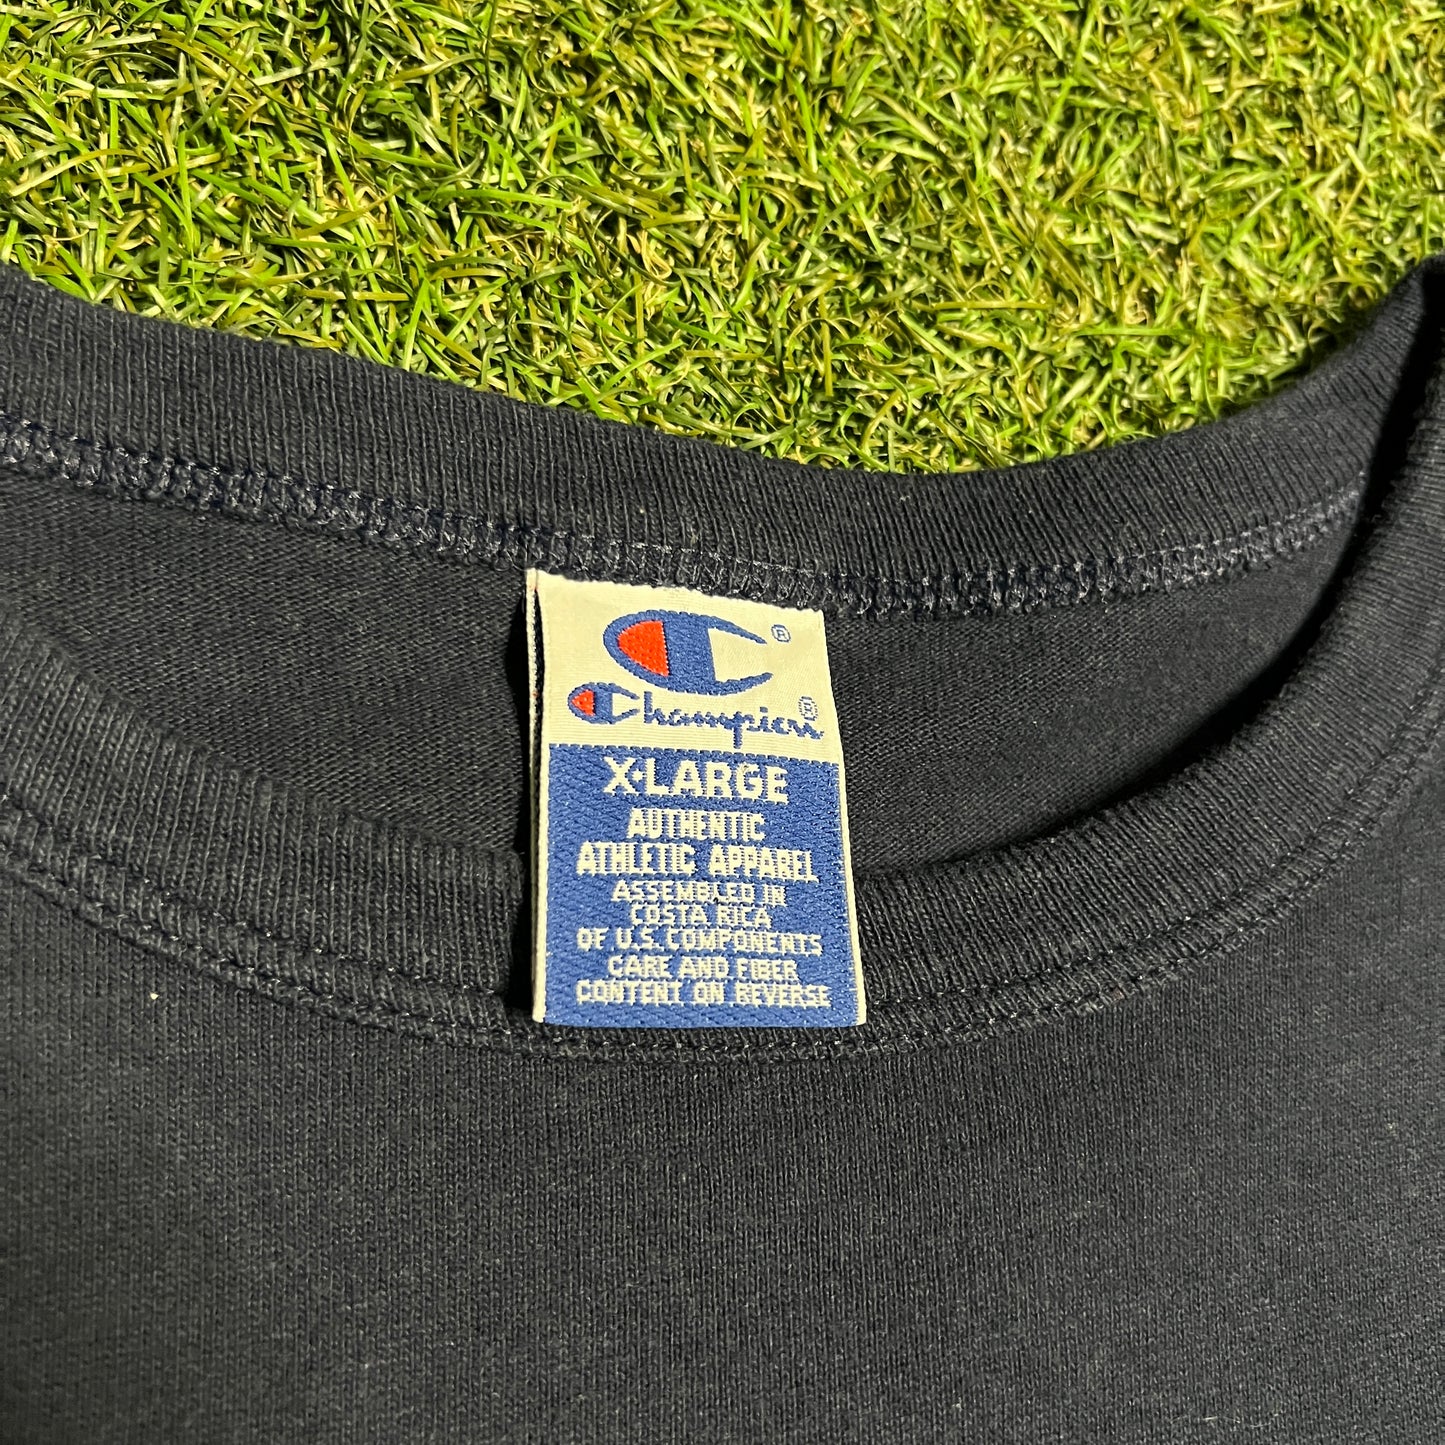 ®
Champion®
X-LARGE
AUTHENTIC
ATHLETIC APPAREL
ASSEMBLED IN
COSTA RICA
OF U.S. COMPONENTS
CARE AND FIBER
CONTENT ON REVERSE